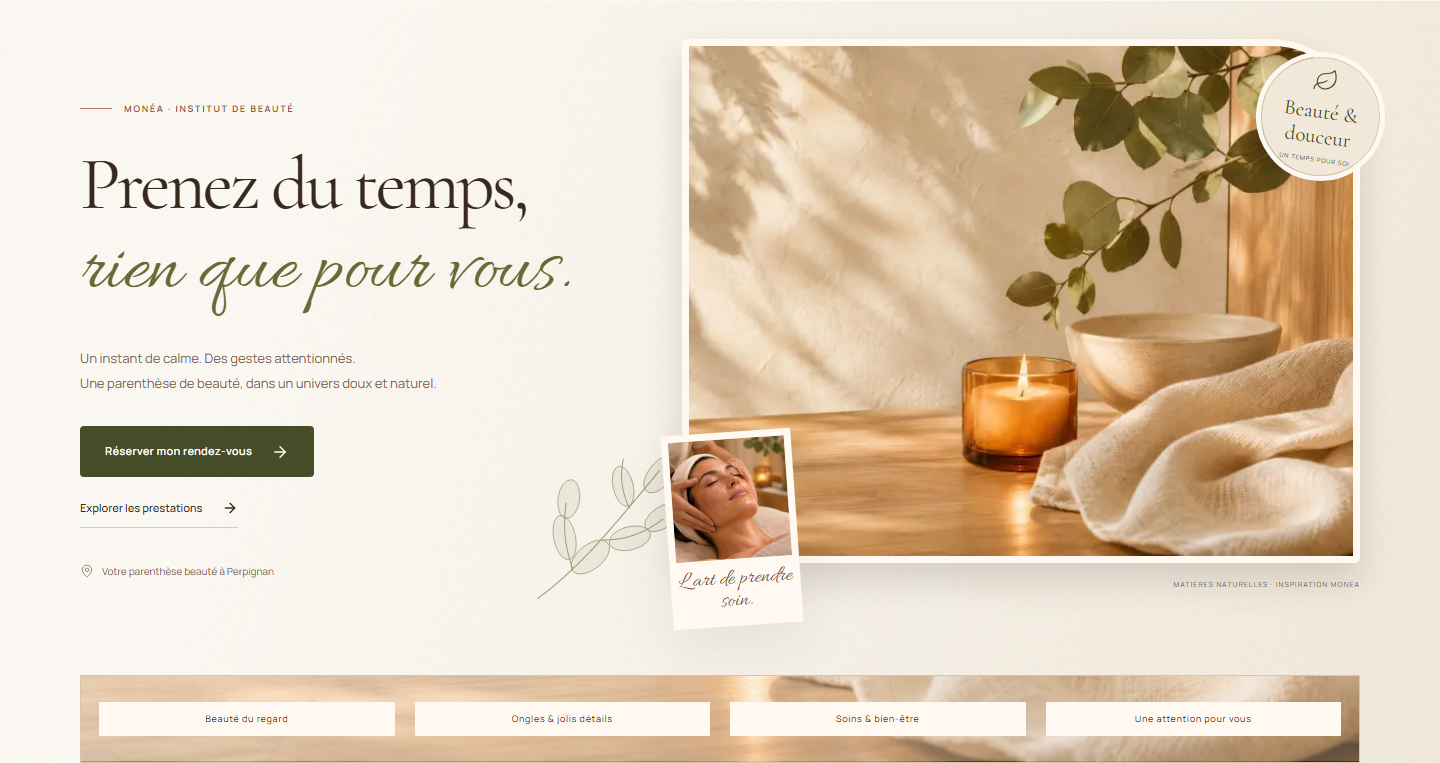 MONÉA · INSTITUT DE BEAUTÉ
Prenez du temps,
rien que pour vous.
Un instant de calme. Des gestes attentionnés.
Une parenthèse de beauté, dans un univers doux et naturel.
Réserver mon rendez-vous
Explorer les prestations
Votre parenthèse beauté à Perpignan
Beauté &
douceur
UN TEMPS POUR SOI
L'art de prendre
soin.
MATIÈRES NATURELLES · INSPIRATION MONÉA
Beauté du regard
Ongles & jolis détails
Soins & bien-être
Une attention pour vous